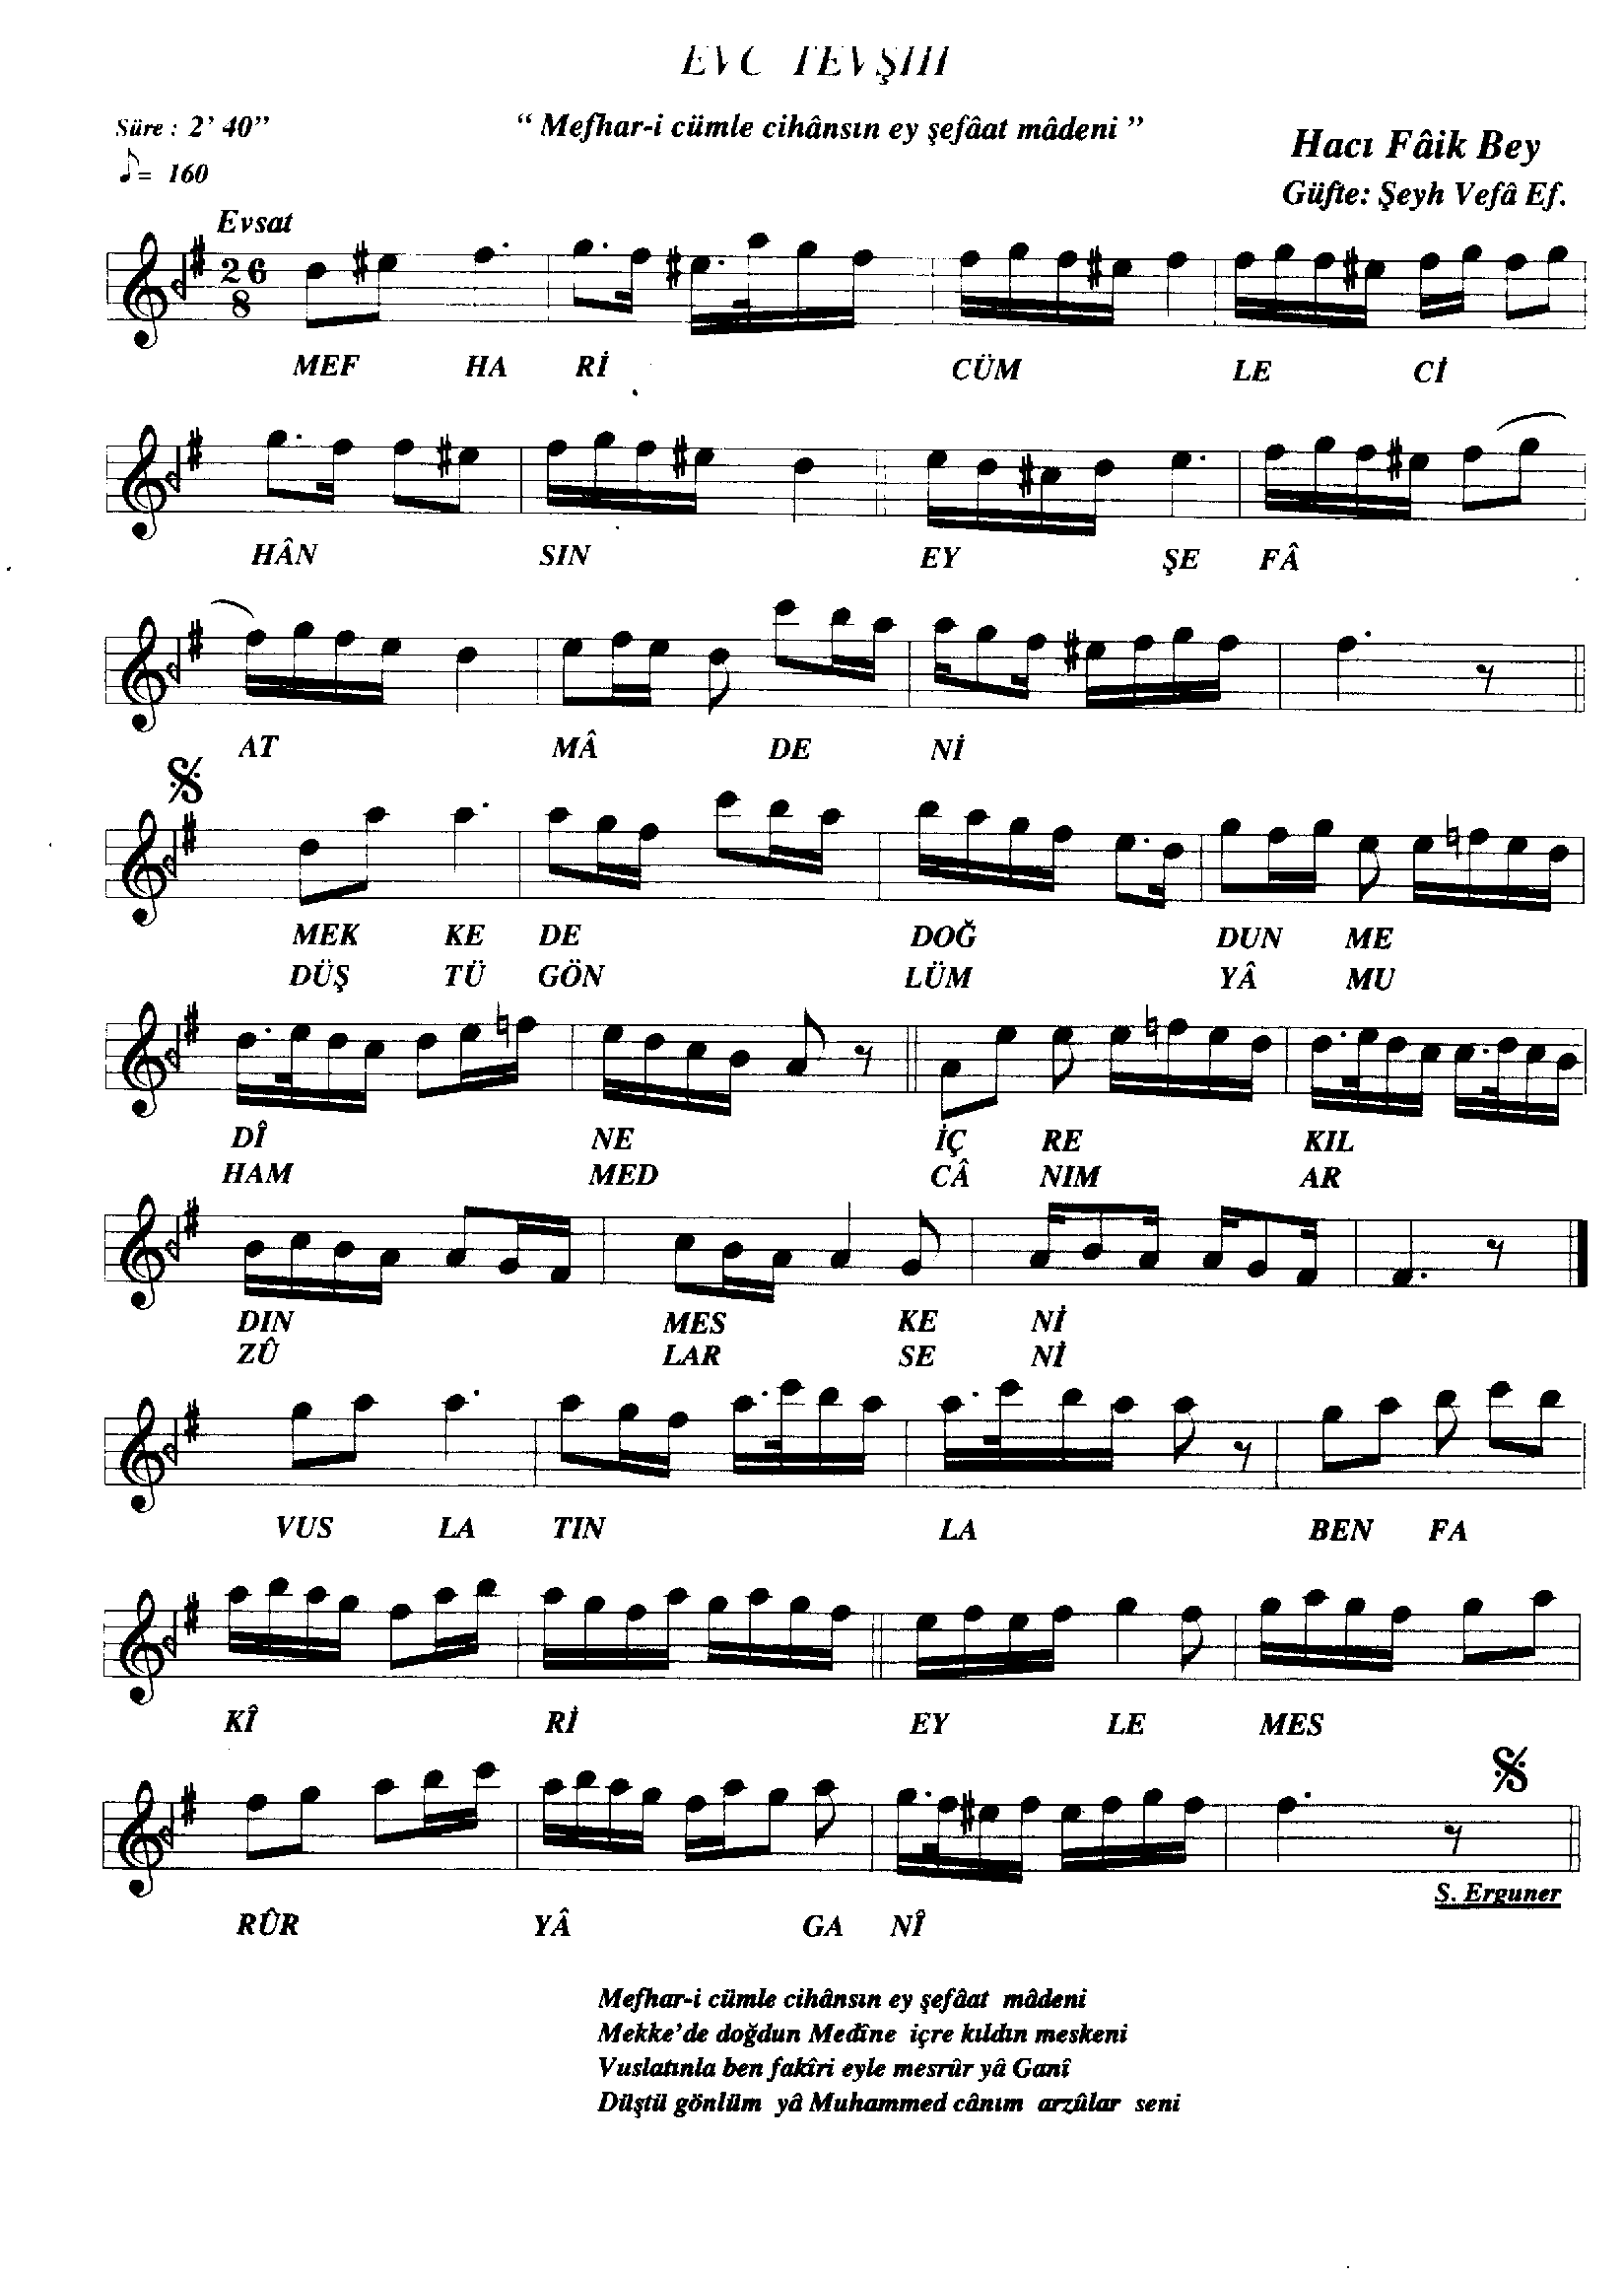 EVC TEVŞİH
Süre : 2' 40"
" Mefhar-i cümle cihânsın ey şefâat mâdeni "
Hacı Fâik Bey
♪ = 160
Güfte: Şeyh Vefâ Ef.
Evsat
26
8
MEF HA Rİ CÜM LE Cİ
HÂN SIN EY ŞE FÂ
AT MÂ DE Nİ
MEK KE DE DOĞ DUN ME
DÜŞ TÜ GÖN LÜM YÂ MU
DÎ NE İÇ RE KIL
HAM MED CÂ NIM AR
DIN MES KE Nİ
ZÛ LAR SE Nİ
VUS LA TIN LA BEN FA
KÎ Rİ EY LE MES
RÛR YÂ GA NÎ
S. Erguner
Mefhar-i cümle cihânsın ey şefâat mâdeni
Mekke'de doğdun Medîne içre kıldın meskeni
Vuslatınla ben fakîri eyle mesrûr yâ Ganî
Düştü gönlüm yâ Muhammed cânım arzûlar seni